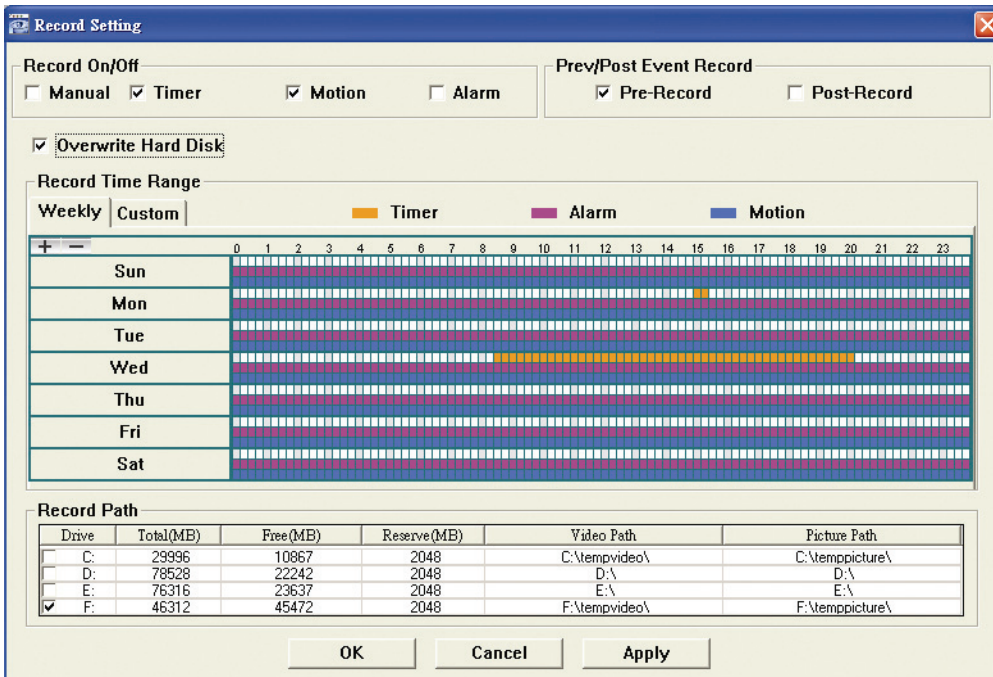 Record Setting
Record On/Off
Prev/Post Event Record
Manual Timer Motion Alarm
Pre-Record Post-Record
Overwrite Hard Disk
Record Time Range
Weekly Custom Timer Alarm Motion
+ − 0 1 2 3 4 5 6 7 8 9 10 11 12 13 14 15 16 17 18 19 20 21 22 23
Sun
Mon
Tue
Wed
Thu
Fri
Sat
Record Path
Drive Total(MB) Free(MB) Reserve(MB) Video Path Picture Path
C: 29996 10867 2048 C:\tempvideo\ C:\temppicture\
D: 78528 22242 2048 D:\ D:\
E: 76316 23637 2048 E:\ E:\
F: 46312 45472 2048 F:\tempvideo\ F:\temppicture\
OK Cancel Apply